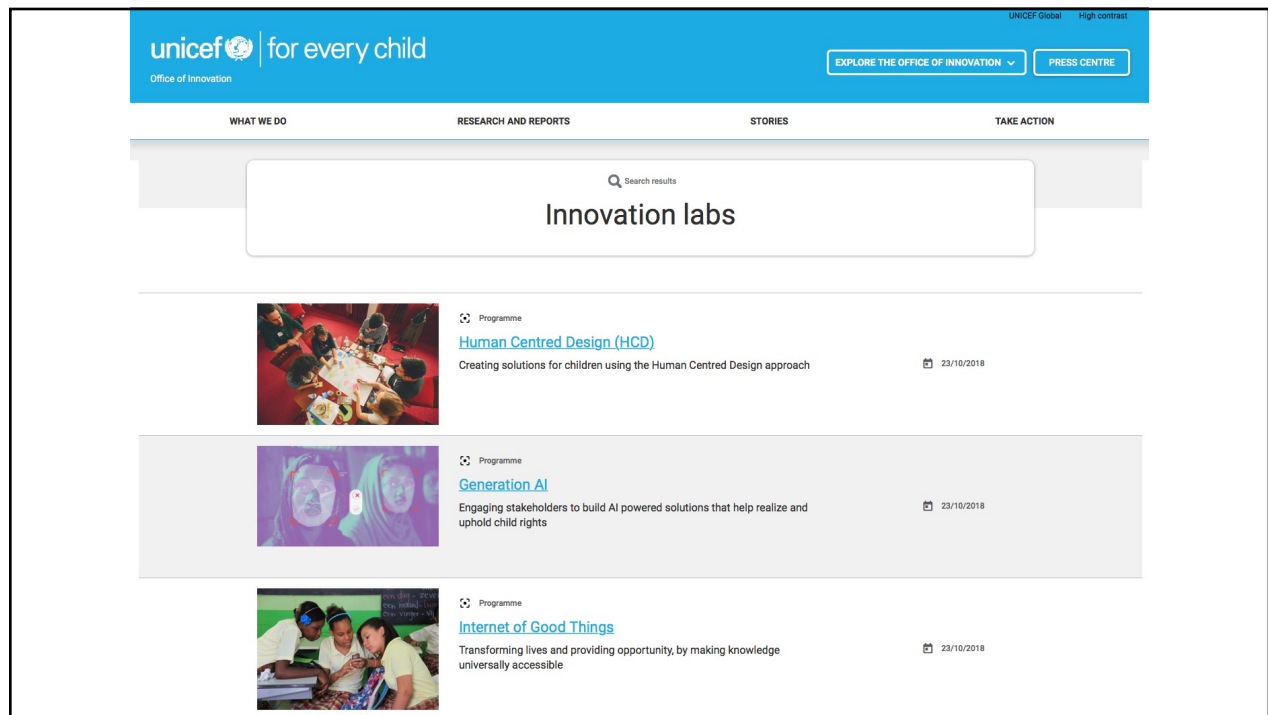 UNICEF Global High contrast
unicef for every child
Office of Innovation
EXPLORE THE OFFICE OF INNOVATION
PRESS CENTRE
WHAT WE DO
RESEARCH AND REPORTS
STORIES
TAKE ACTION
Search results
Innovation labs
Programme
Human Centred Design (HCD)
Creating solutions for children using the Human Centred Design approach
23/10/2018
Programme
Generation AI
Engaging stakeholders to build AI powered solutions that help realize and
uphold child rights
23/10/2018
Programme
Internet of Good Things
Transforming lives and providing opportunity, by making knowledge
universally accessible
23/10/2018